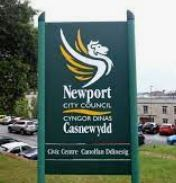 Newport
CITY COUNCIL
CYNGOR DINAS
Casnewydd
Civic Centre Canolfan Ddinesig